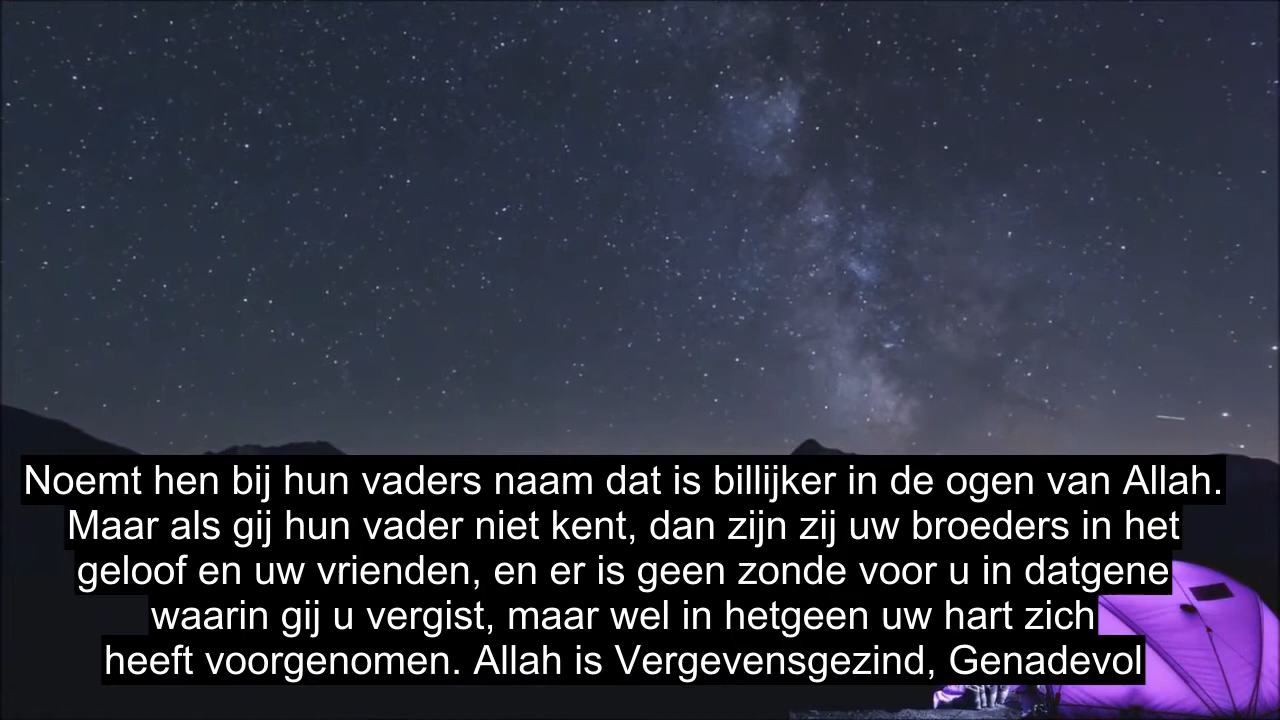 Noemt hen bij hun vaders naam dat is billijker in de ogen van Allah.
Maar als gij hun vader niet kent, dan zijn zij uw broeders in het
geloof en uw vrienden, en er is geen zonde voor u in datgene
waarin gij u vergist, maar wel in hetgeen uw hart zich
heeft voorgenomen. Allah is Vergevensgezind, Genadevol